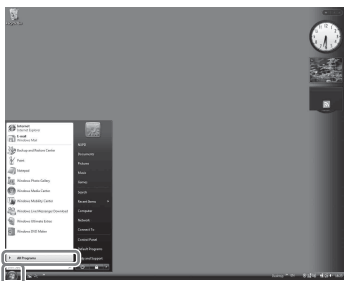 Internet
Internet Explorer
E-mail
Windows Mail
Backup and Restore Center
Paint
Notepad
Windows Photo Gallery
Windows Media Center
Windows Mobility Center
Windows Live Messenger Download
Windows Ultimate Extras
Windows DVD Maker
All Programs
Documents
Pictures
Music
Games
Search
Recent Items
Computer
Network
Connect To
Control Panel
Default Programs
Help and Support